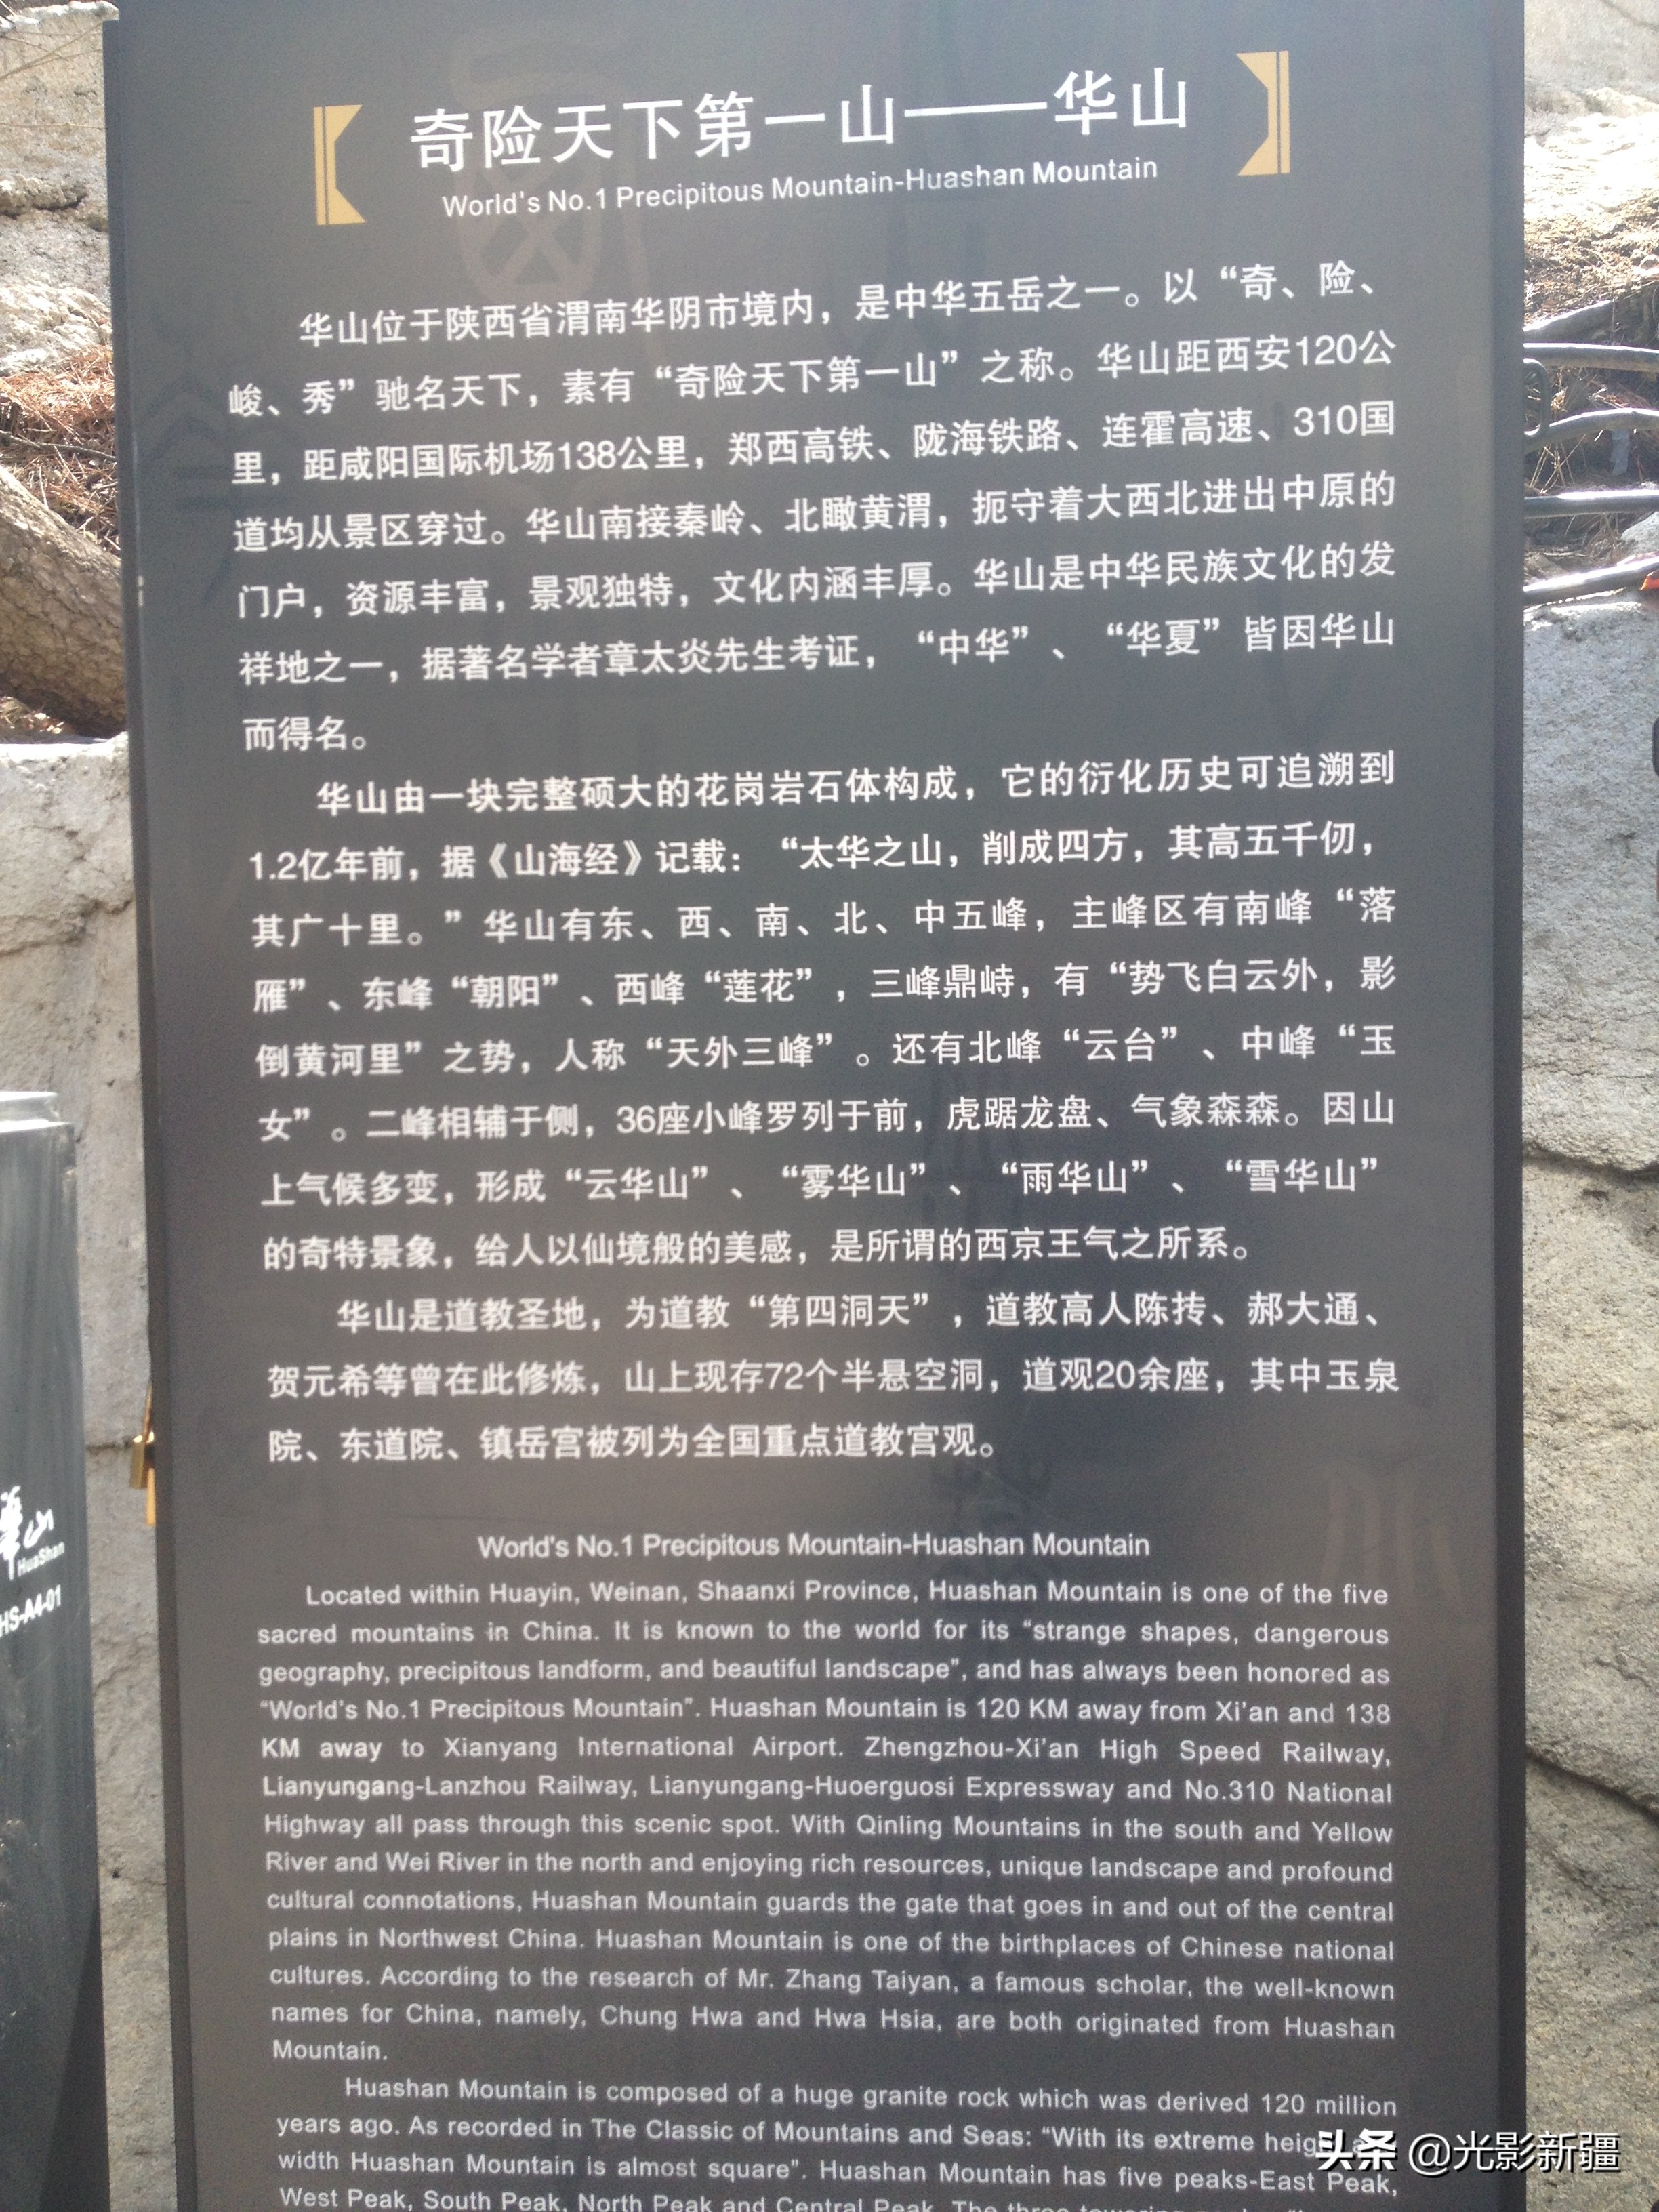 奇险天下第一山——华山
World's No.1 Precipitous Mountain-Huashan Mountain
华山位于陕西省渭南华阴市境内，是中华五岳之一。以“奇、险、
峻、秀”驰名天下，素有“奇险天下第一山”之称。华山距西安120公
里，距咸阳国际机场138公里，郑西高铁、陇海铁路、连霍高速、310国
道均从景区穿过。华山南接秦岭、北瞰黄渭，扼守着大西北进出中原的
门户，资源丰富，景观独特，文化内涵丰厚。华山是中华民族文化的发
祥地之一，据著名学者章太炎先生考证，“中华”、“华夏”皆因华山
而得名。
华山由一块完整硕大的花岗岩石体构成，它的衍化历史可追溯到
1.2亿年前，据《山海经》记载：“太华之山，削成四方，其高五千仞，
其广十里。”华山有东、西、南、北、中五峰，主峰区有南峰“落
雁”、东峰“朝阳”、西峰“莲花”，三峰鼎峙，有“势飞白云外，影
倒黄河里”之势，人称“天外三峰”。还有北峰“云台”、中峰“玉
女”。二峰相辅于侧，36座小峰罗列于前，虎踞龙盘、气象森森。因山
上气候多变，形成“云华山”、“雾华山”、“雨华山”、“雪华山”
的奇特景象，给人以仙境般的美感，是所谓的西京王气之所系。
华山是道教圣地，为道教“第四洞天”，道教高人陈抟、郝大通、
贺元希等曾在此修炼，山上现存72个半悬空洞，道观20余座，其中玉泉
院、东道院、镇岳宫被列为全国重点道教宫观。
World's No.1 Precipitous Mountain-Huashan Mountain
Located within Huayin, Weinan, Shaanxi Province, Huashan Mountain is one of the five
sacred mountains in China. It is known to the world for its “strange shapes, dangerous
geography, precipitous landform, and beautiful landscape”, and has always been honored as
“World's No.1 Precipitous Mountain”. Huashan Mountain is 120 KM away from Xi'an and 138
KM away to Xianyang International Airport. Zhengzhou-Xi'an High Speed Railway,
Lianyungang-Lanzhou Railway, Lianyungang-Huoerguosi Expressway and No.310 National
Highway all pass through this scenic spot. With Qinling Mountains in the south and Yellow
River and Wei River in the north and enjoying rich resources, unique landscape and profound
cultural connotations, Huashan Mountain guards the gate that goes in and out of the central
plains in Northwest China. Huashan Mountain is one of the birthplaces of Chinese national
cultures. According to the research of Mr. Zhang Taiyan, a famous scholar, the well-known
names for China, namely, Chung Hwa and Hwa Hsia, are both originated from Huashan
Mountain.
Huashan Mountain is composed of a huge granite rock which was derived 120 million
years ago. As recorded in The Classic of Mountains and Seas: “With its extreme
width Huashan Mountain is almost square”. Huashan Mountain has five peaks-East Peak,
West Peak, South Peak, North Peak and Central Peak. The three
华山
HuaShan
HS-A4-01
头条 @光影新疆